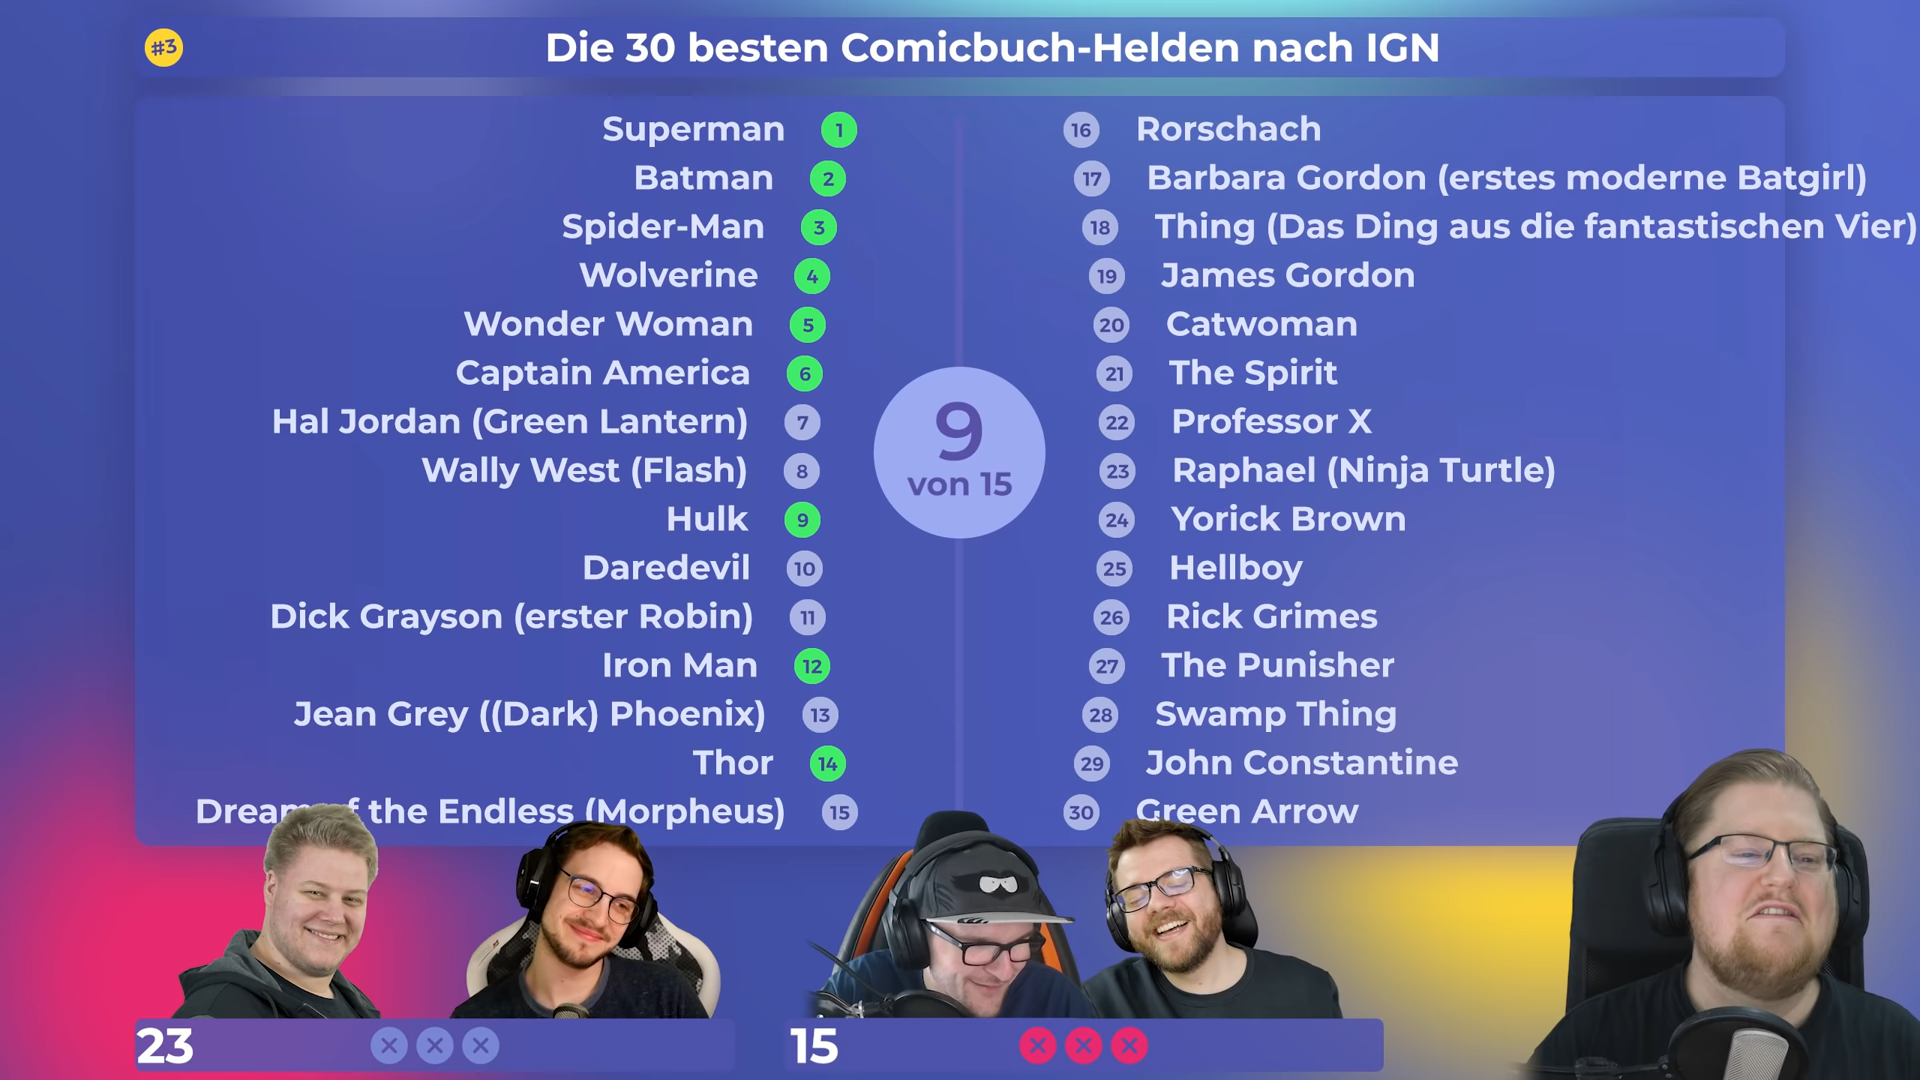 #3
Die 30 besten Comicbuch-Helden nach IGN
Superman 1
Batman 2
Spider-Man 3
Wolverine 4
Wonder Woman 5
Captain America 6
Hal Jordan (Green Lantern) 7
Wally West (Flash) 8
Hulk 9
Daredevil 10
Dick Grayson (erster Robin) 11
Iron Man 12
Jean Grey ((Dark) Phoenix) 13
Thor 14
Dream of the Endless (Morpheus) 15
9
von 15
16 Rorschach
17 Barbara Gordon (erstes moderne Batgirl)
18 Thing (Das Ding aus die fantastischen Vier)
19 James Gordon
20 Catwoman
21 The Spirit
22 Professor X
23 Raphael (Ninja Turtle)
24 Yorick Brown
25 Hellboy
26 Rick Grimes
27 The Punisher
28 Swamp Thing
29 John Constantine
30 Green Arrow
23
15